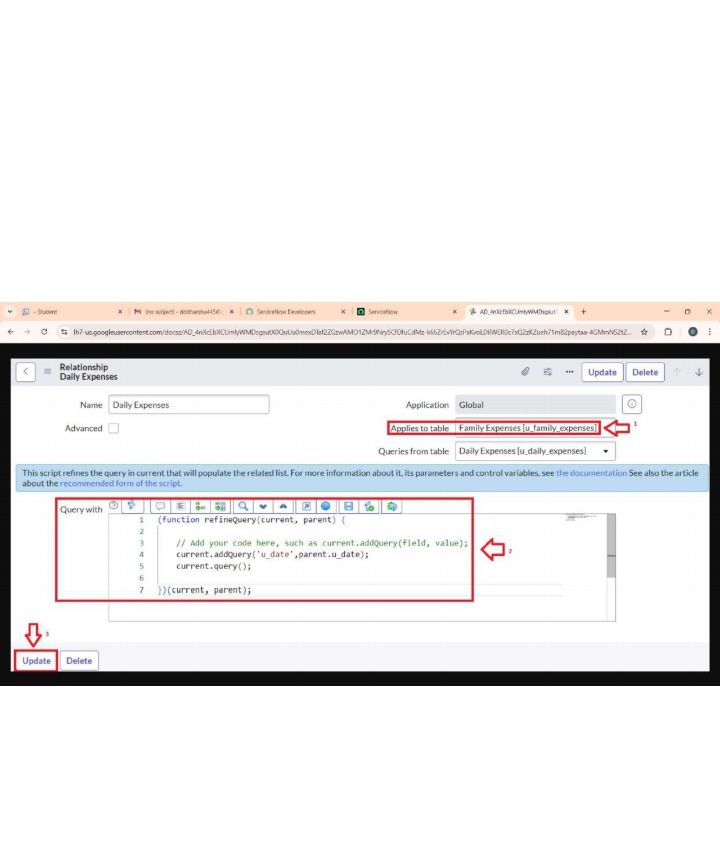 - Student
[no subject] - dddharshu445@
ServiceNow Developers
ServiceNow
lh7-us.googleusercontent.com/docsz/
Relationship
Daily Expenses
Update
Delete
Name
Daily Expenses
Application
Global
Advanced
Applies to table
Family Expenses [u_family_expenses]
1
Queries from table
Daily Expenses [u_daily_expenses]
This script refines the query in current that will populate the related list. For more information about it, its parameters and control variables, see the documentation See also the article
about the recommended form of the script.
Query with
1 (function refineQuery(current, parent) {
2
3 // Add your code here, such as current.addQuery(field, value);
4 current.addQuery('u_date',parent.u_date);
5 current.query();
6
7 })(current, parent);
2
3
Update
Delete